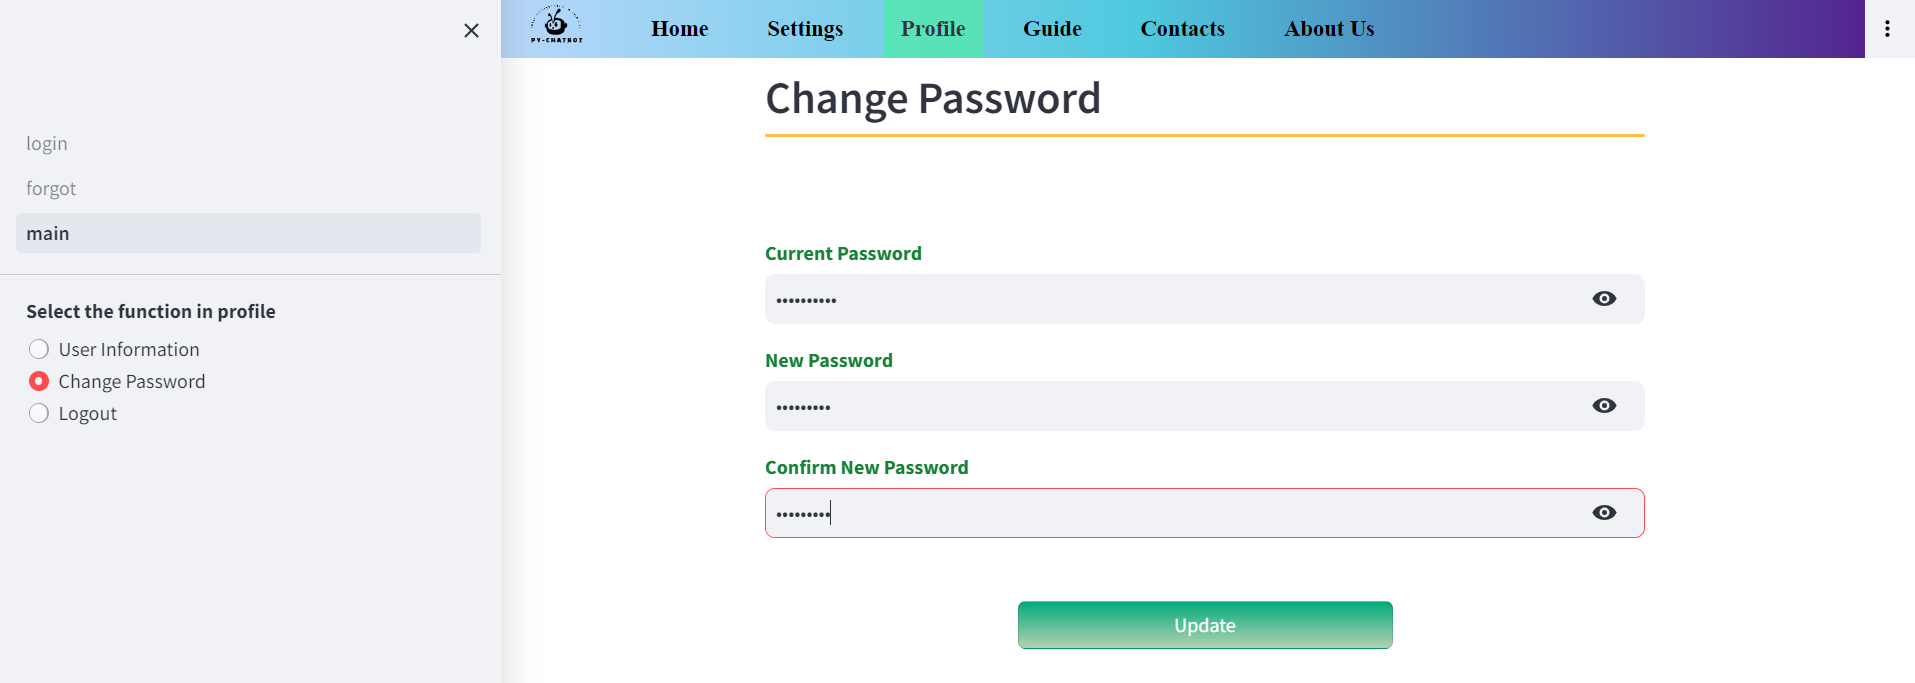 PY-CHATBOT
Home Settings Profile Guide Contacts About Us
login
forgot
main
Select the function in profile
User Information
Change Password
Logout
Change Password
Current Password
••••••••••
New Password
•••••••••
Confirm New Password
•••••••••
Update